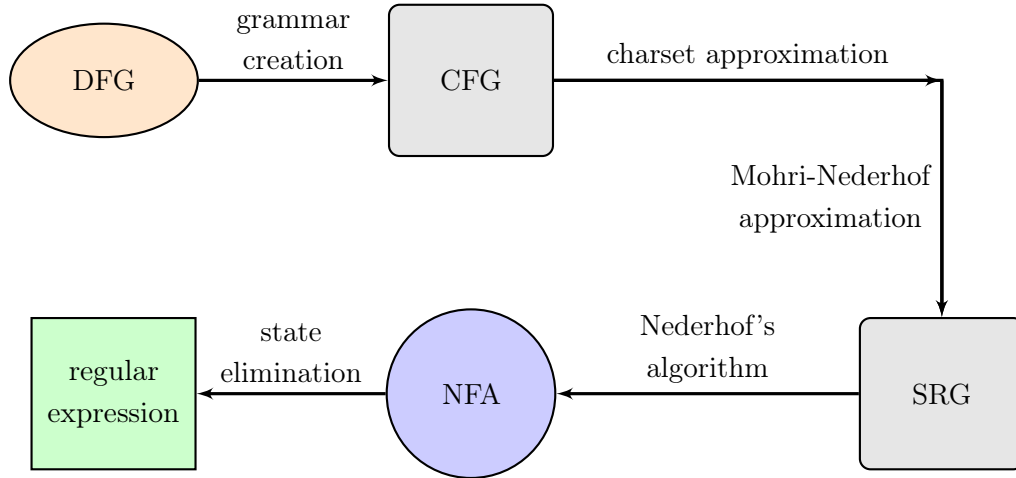 grammar
creation
DFG
CFG
charset approximation
Mohri-Nederhof
approximation
SRG
Nederhof's
algorithm
NFA
state
elimination
regular
expression